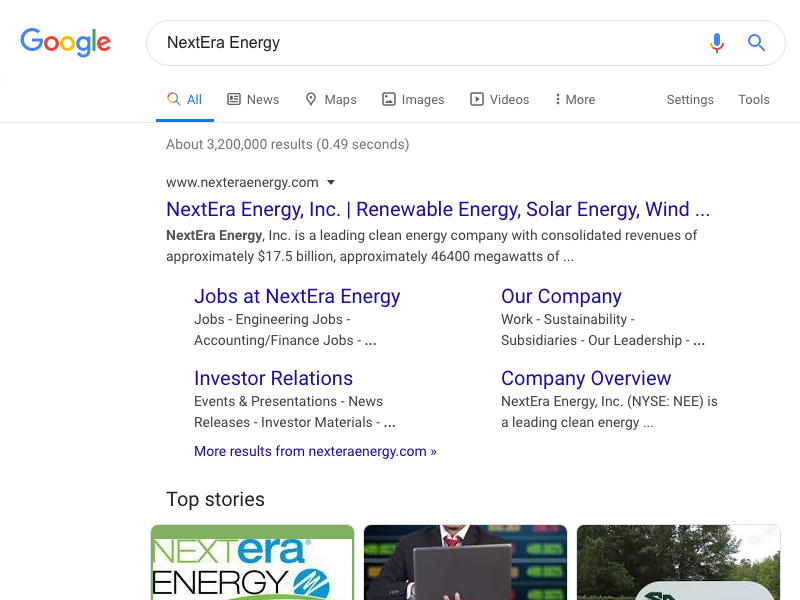 Google
NextEra Energy
All News Maps Images Videos More Settings Tools
About 3,200,000 results (0.49 seconds)
www.nexteraenergy.com
NextEra Energy, Inc. | Renewable Energy, Solar Energy, Wind ...
NextEra Energy, Inc. is a leading clean energy company with consolidated revenues of
approximately $17.5 billion, approximately 46400 megawatts of ...
Jobs at NextEra Energy
Jobs - Engineering Jobs -
Accounting/Finance Jobs - ...
Our Company
Work - Sustainability -
Subsidiaries - Our Leadership - ...
Investor Relations
Events & Presentations - News
Releases - Investor Materials - ...
Company Overview
NextEra Energy, Inc. (NYSE: NEE) is
a leading clean energy ...
More results from nexteraenergy.com »
Top stories
NEXTera®
ENERGY